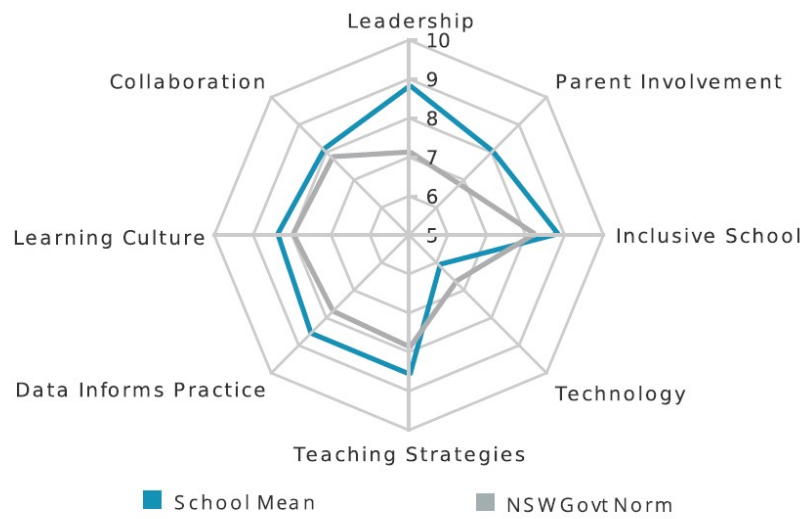 Leadership
10
Collaboration
9
Parent Involvement
8
7
6
Learning Culture
5
Inclusive School
Data Informs Practice
Technology
Teaching Strategies
School Mean
NSW Govt Norm